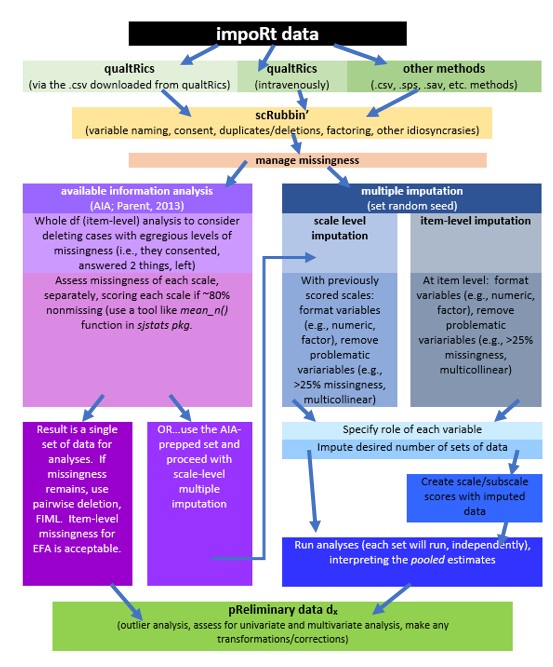 impoRt data
qualtRics
(via the .csv downloaded from qualtRics)
qualtRics
(intravenously)
other methods
(.csv, .sps, .sav, etc. methods)
scRubbin’
(variable naming, consent, duplicates/deletions, factoring, other idiosyncrasies)
manage missingness
available information analysis
(AIA; Parent, 2013)
Whole df (item-level) analysis to consider
deleting cases with egregious levels of
missingness (i.e., they consented,
answered 2 things, left)
Assess missingness of each scale,
separately, scoring each scale if ~80%
nonmissing (use a tool like mean_n()
function in sjstats pkg.
multiple imputation
(set random seed)
scale level
imputation
With previously
scored scales:
format variables
(e.g., numeric,
factor), remove
problematic
varariables (e.g.,
>25% missingness,
multicollinear)
item-level imputation
At item level:  format
variables (e.g., numeric,
factor), remove
problematic
varariables (e.g., >25%
missingness,
multicollinear)
Result is a single
set of data for
analyses.  If
missingness
remains, use
pairwise deletion,
FIML.  Item-level
missingness for
EFA is acceptable.
OR…use the AIA-
prepped set and
proceed with
scale-level
multiple
imputation
Specify role of each variable
Impute desired number of sets of data
Create scale/subscale
scores with imputed
data
Run analyses (each set will run, independently),
interpreting the pooled estimates
pReliminary data dx
(outlier analysis, assess for univariate and multivariate analysis, make any
transformations/corrections)